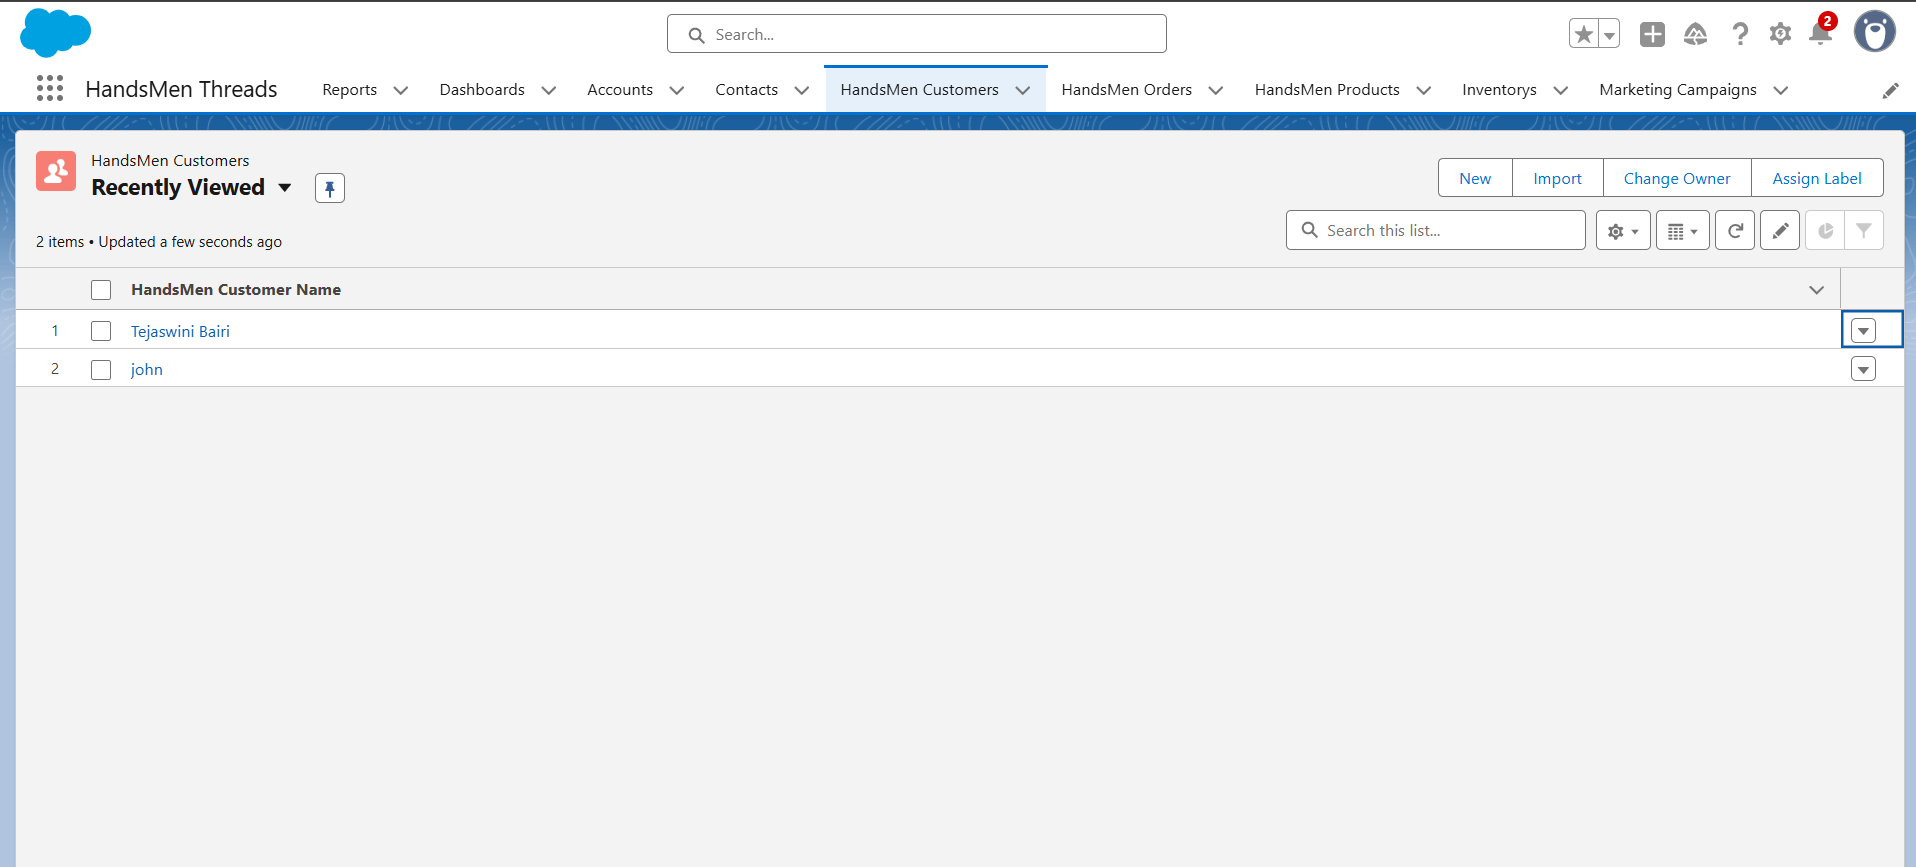 Search...
2
HandsMen Threads Reports Dashboards Accounts Contacts HandsMen Customers HandsMen Orders HandsMen Products Inventorys Marketing Campaigns
HandsMen Customers
Recently Viewed
New Import Change Owner Assign Label
2 items • Updated a few seconds ago
Search this list...
HandsMen Customer Name
1 Tejaswini Bairi
2 john